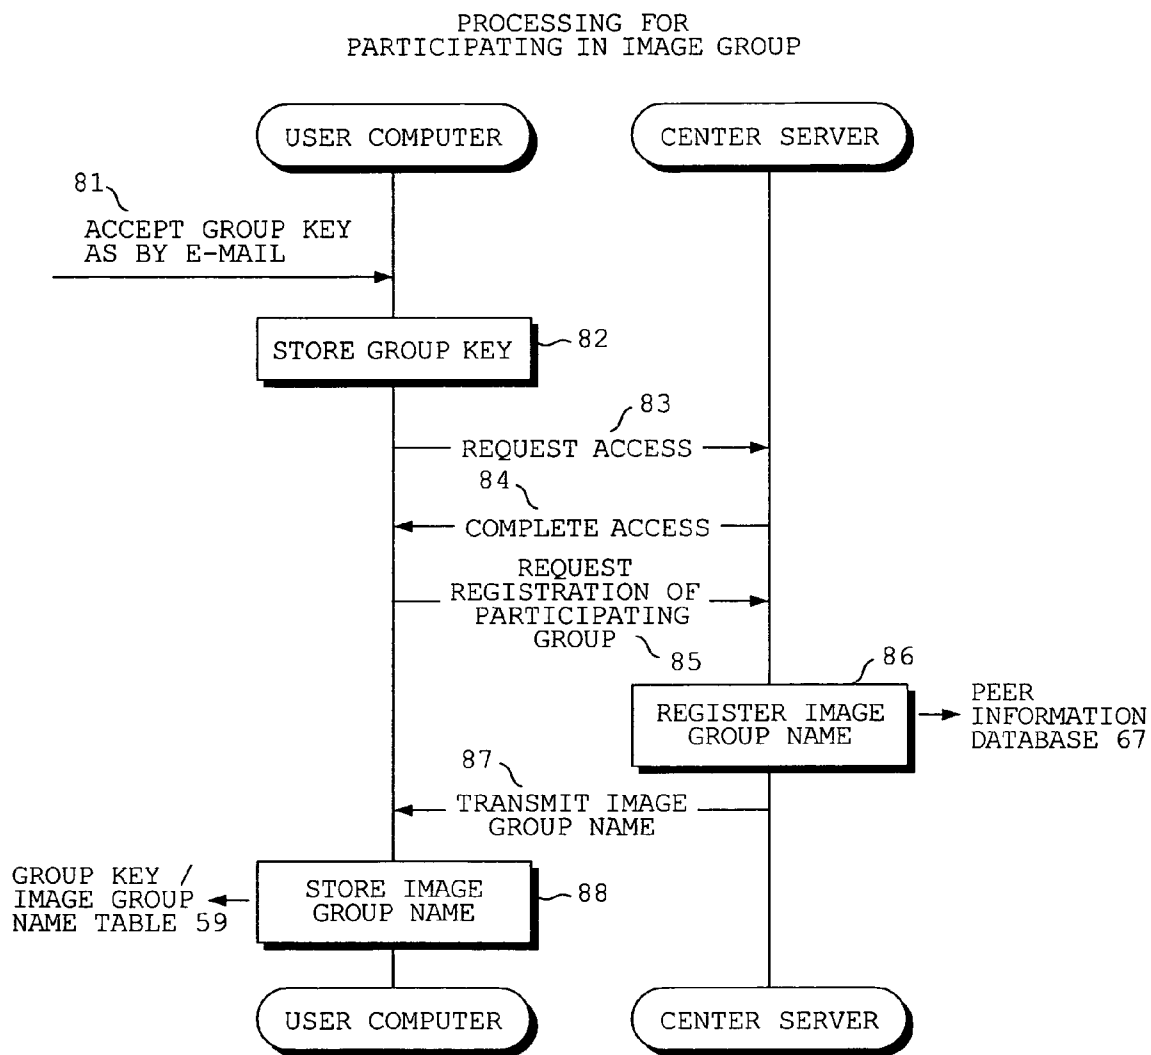 PROCESSING FOR
PARTICIPATING IN IMAGE GROUP
USER COMPUTER
CENTER SERVER
81
ACCEPT GROUP KEY
AS BY E-MAIL
STORE GROUP KEY
82
83
REQUEST ACCESS
84
COMPLETE ACCESS
REQUEST
REGISTRATION OF
PARTICIPATING
GROUP
85
86
REGISTER IMAGE
GROUP NAME
PEER
INFORMATION
DATABASE 67
87
TRANSMIT IMAGE
GROUP NAME
GROUP KEY /
IMAGE GROUP
NAME TABLE 59
STORE IMAGE
GROUP NAME
88
USER COMPUTER
CENTER SERVER